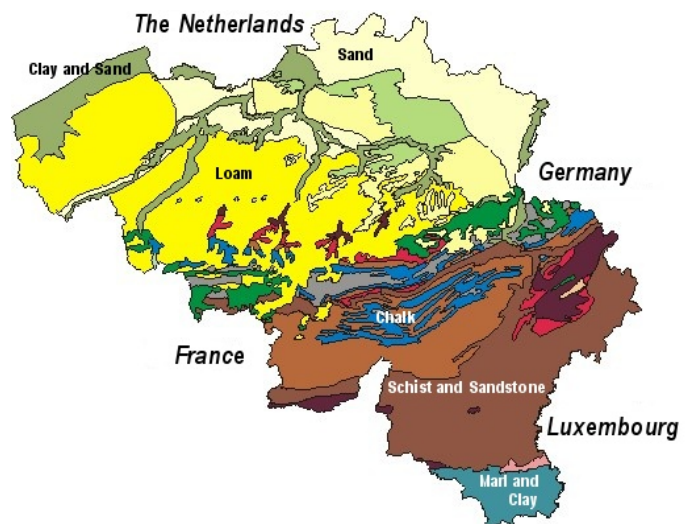 The Netherlands
Sand
Clay and Sand
Loam
Germany
Chalk
France
Schist and Sandstone
Luxembourg
Marl and
Clay